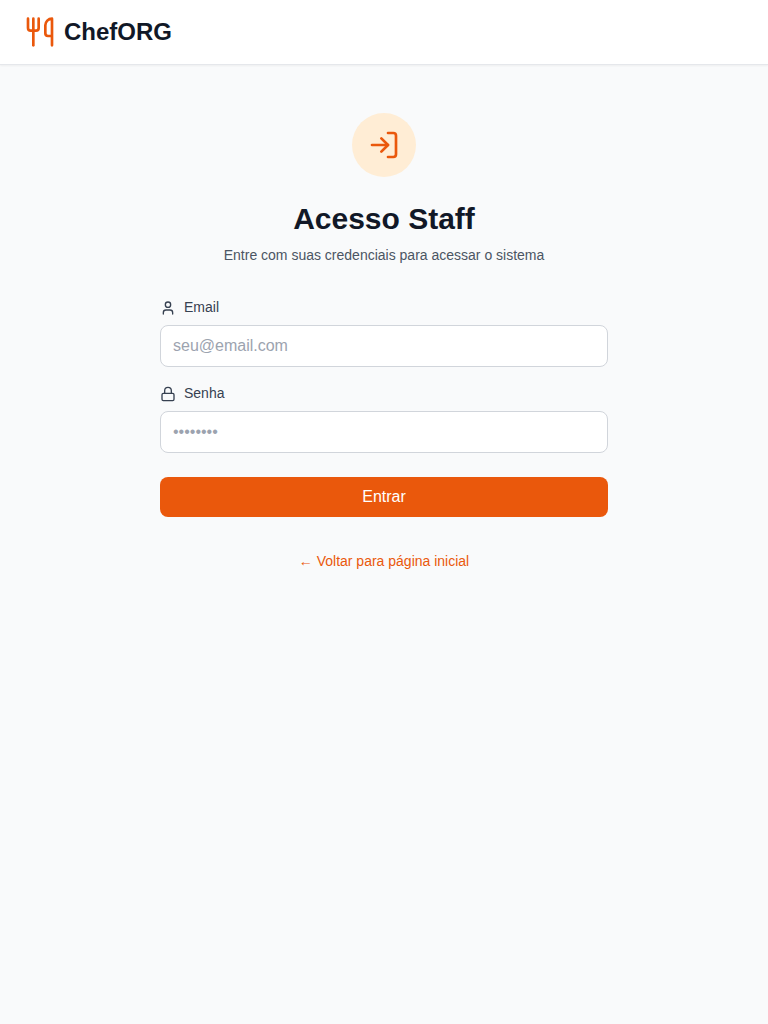 ChefORG
Acesso Staff
Entre com suas credenciais para acessar o sistema
Email
seu@email.com
Senha
••••••••
Entrar
← Voltar para página inicial